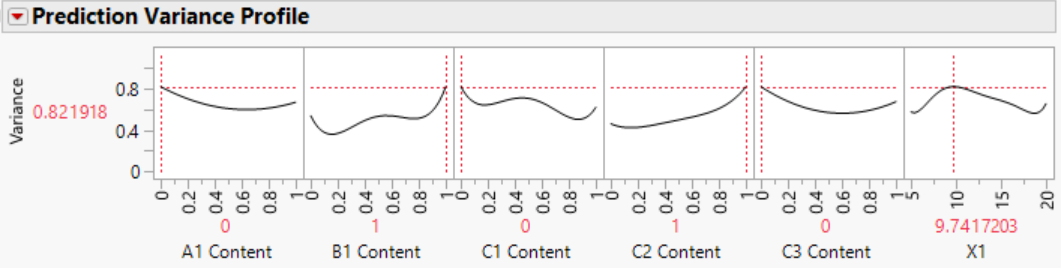 Prediction Variance Profile
Variance
0.821918
0.8
0.4
0
0 0.2 0.4 0.6 0.8 1 0 0.2 0.4 0.6 0.8 1 0 0.2 0.4 0.6 0.8 1 0 0.2 0.4 0.6 0.8 1 0 0.2 0.4 0.6 0.8 1 5 10 15 20
0 1 0 1 0 9.7417203
A1 Content B1 Content C1 Content C2 Content C3 Content X1